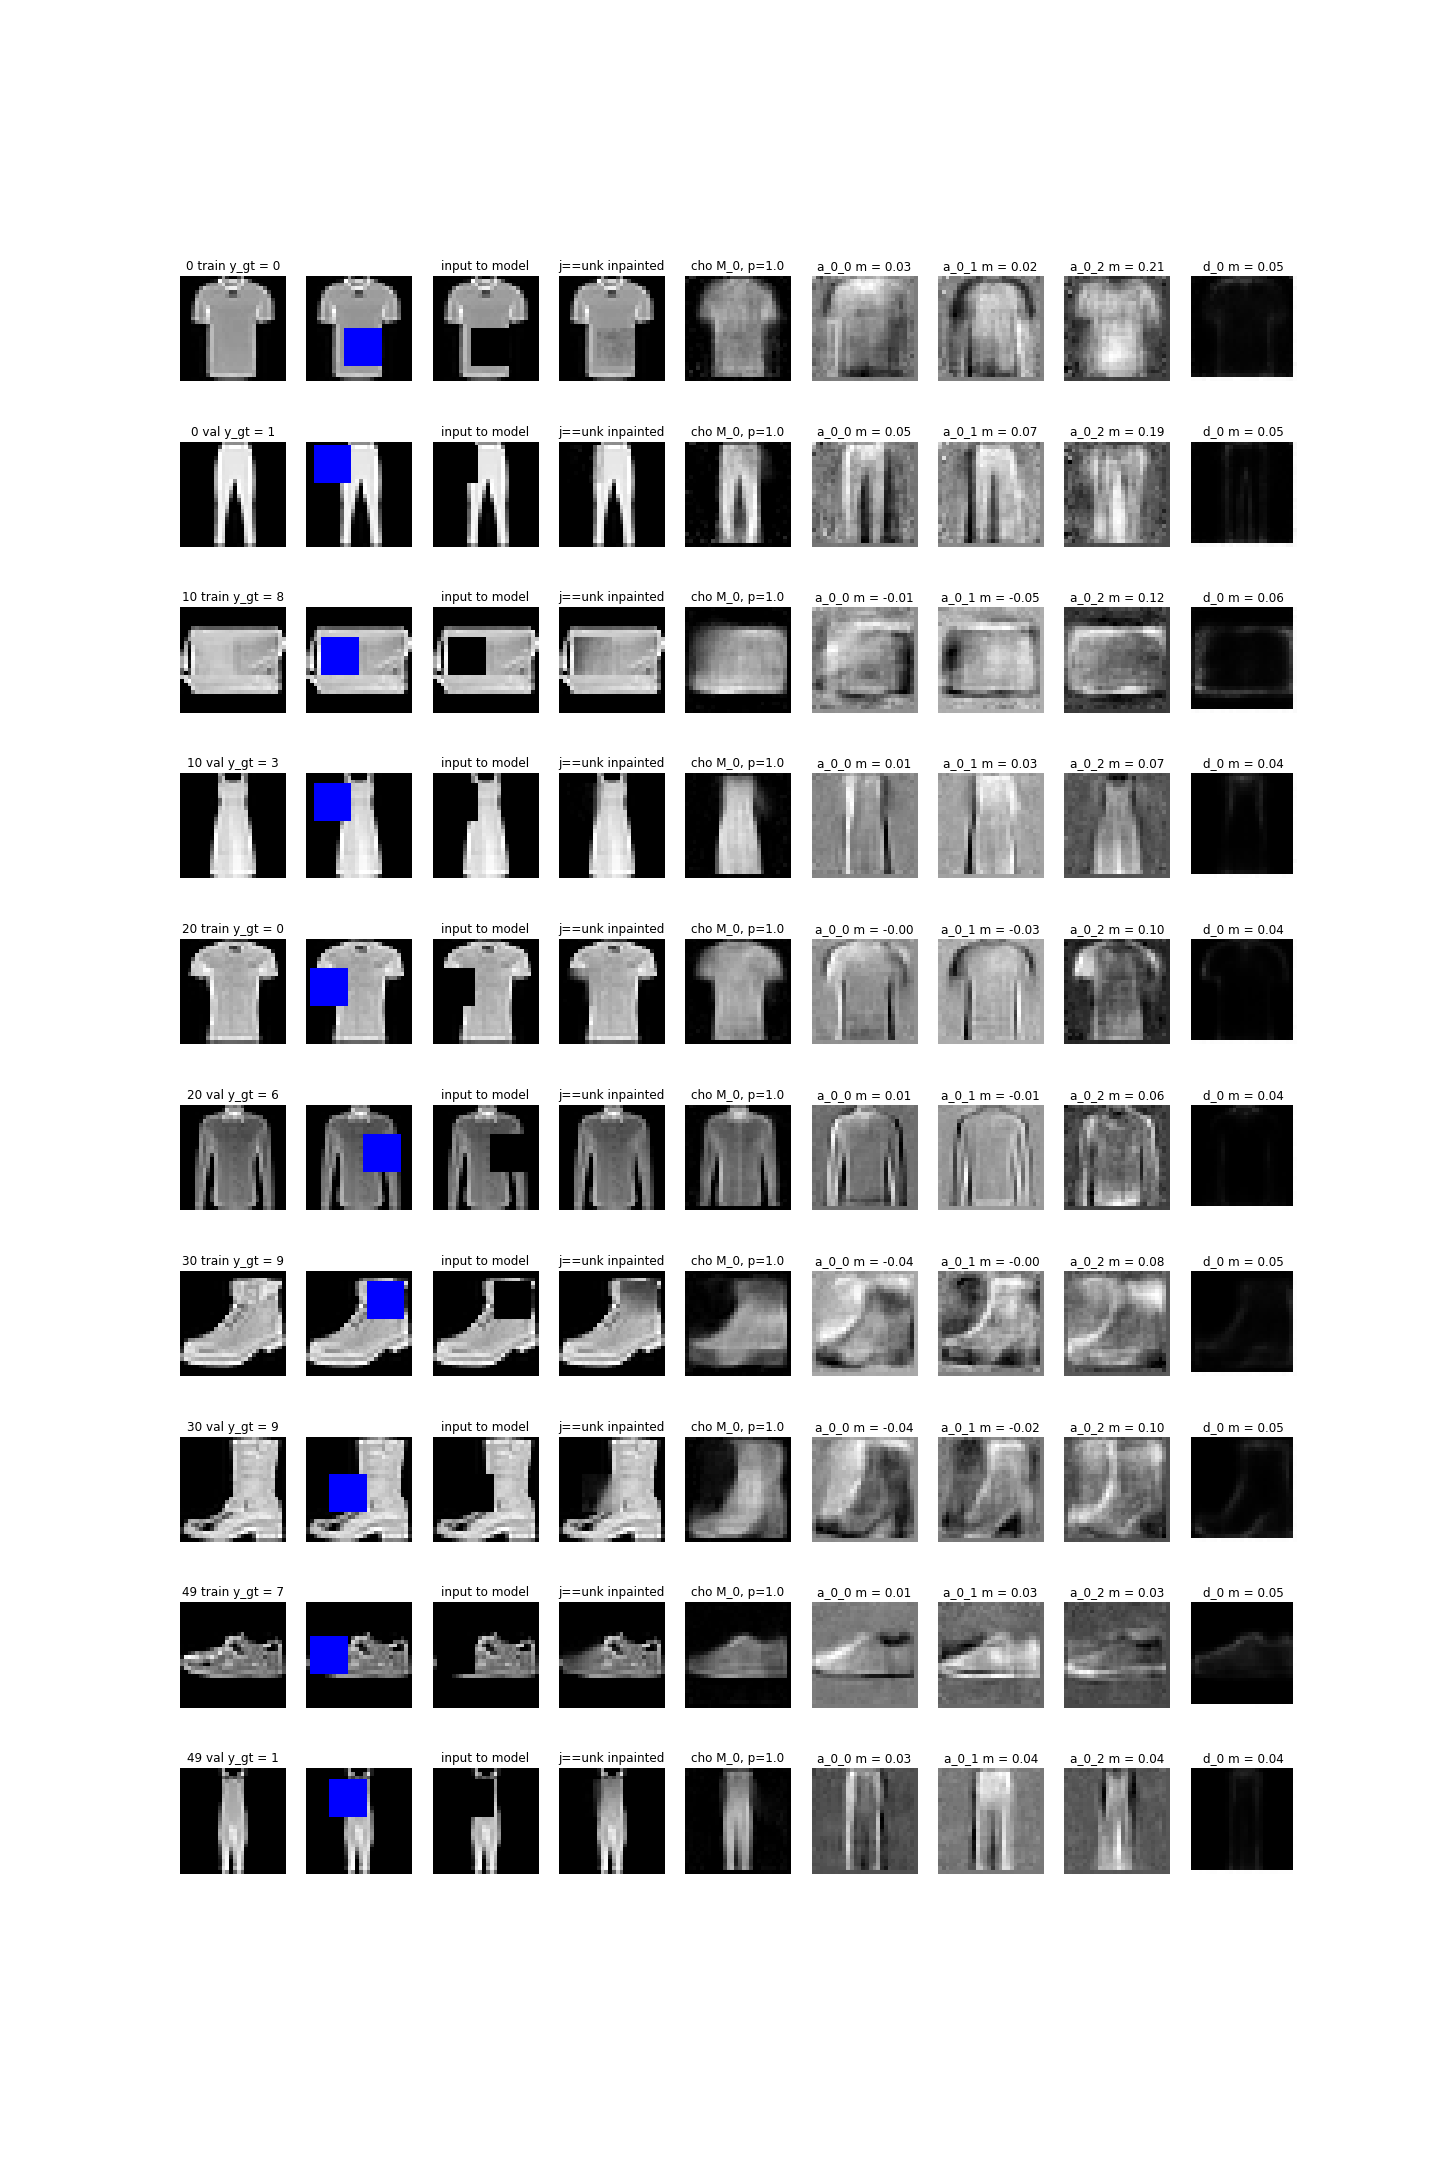 0 train y_gt = 0 input to model j==unk inpainted cho M_0, p=1.0 a_0_0 m = 0.03 a_0_1 m = 0.02 a_0_2 m = 0.21 d_0 m = 0.05
0 val y_gt = 1 input to model j==unk inpainted cho M_0, p=1.0 a_0_0 m = 0.05 a_0_1 m = 0.07 a_0_2 m = 0.19 d_0 m = 0.05
10 train y_gt = 8 input to model j==unk inpainted cho M_0, p=1.0 a_0_0 m = -0.01 a_0_1 m = -0.05 a_0_2 m = 0.12 d_0 m = 0.06
10 val y_gt = 3 input to model j==unk inpainted cho M_0, p=1.0 a_0_0 m = 0.01 a_0_1 m = 0.03 a_0_2 m = 0.07 d_0 m = 0.04
20 train y_gt = 0 input to model j==unk inpainted cho M_0, p=1.0 a_0_0 m = -0.00 a_0_1 m = -0.03 a_0_2 m = 0.10 d_0 m = 0.04
20 val y_gt = 6 input to model j==unk inpainted cho M_0, p=1.0 a_0_0 m = 0.01 a_0_1 m = -0.01 a_0_2 m = 0.06 d_0 m = 0.04
30 train y_gt = 9 input to model j==unk inpainted cho M_0, p=1.0 a_0_0 m = -0.04 a_0_1 m = -0.00 a_0_2 m = 0.08 d_0 m = 0.05
30 val y_gt = 9 input to model j==unk inpainted cho M_0, p=1.0 a_0_0 m = -0.04 a_0_1 m = -0.02 a_0_2 m = 0.10 d_0 m = 0.05
49 train y_gt = 7 input to model j==unk inpainted cho M_0, p=1.0 a_0_0 m = 0.01 a_0_1 m = 0.03 a_0_2 m = 0.03 d_0 m = 0.05
49 val y_gt = 1 input to model j==unk inpainted cho M_0, p=1.0 a_0_0 m = 0.03 a_0_1 m = 0.04 a_0_2 m = 0.04 d_0 m = 0.04